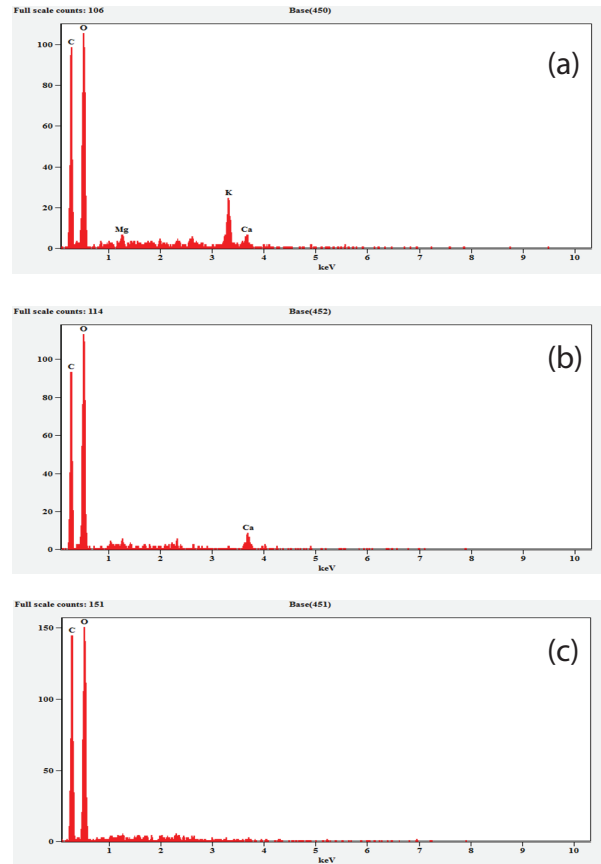 Full scale counts: 106 Base(450)
(a)
O
C
K
Mg
Ca
100
80
60
40
20
0
1 2 3 4 5 6 7 8 9 10
keV
Full scale counts: 114 Base(452)
(b)
O
C
Ca
100
80
60
40
20
0
1 2 3 4 5 6 7 8 9 10
keV
Full scale counts: 151 Base(451)
(c)
O
C
150
100
50
0
1 2 3 4 5 6 7 8 9 10
keV